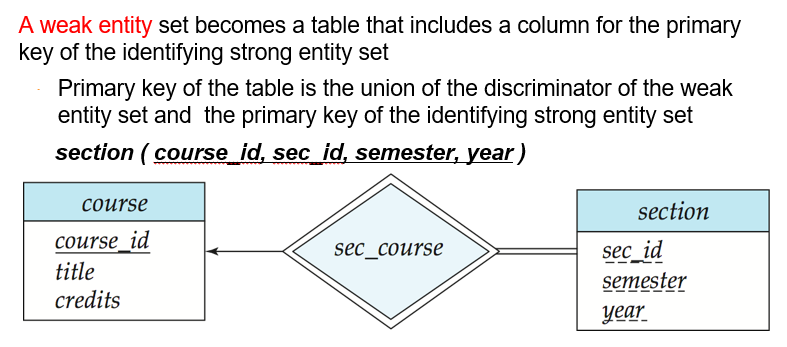 A weak entity set becomes a table that includes a column for the primary
key of the identifying strong entity set
Primary key of the table is the union of the discriminator of the weak
entity set and the primary key of the identifying strong entity set
section ( course_id, sec_id, semester, year )
course
course_id
title
credits
sec_course
section
sec_id
semester
year